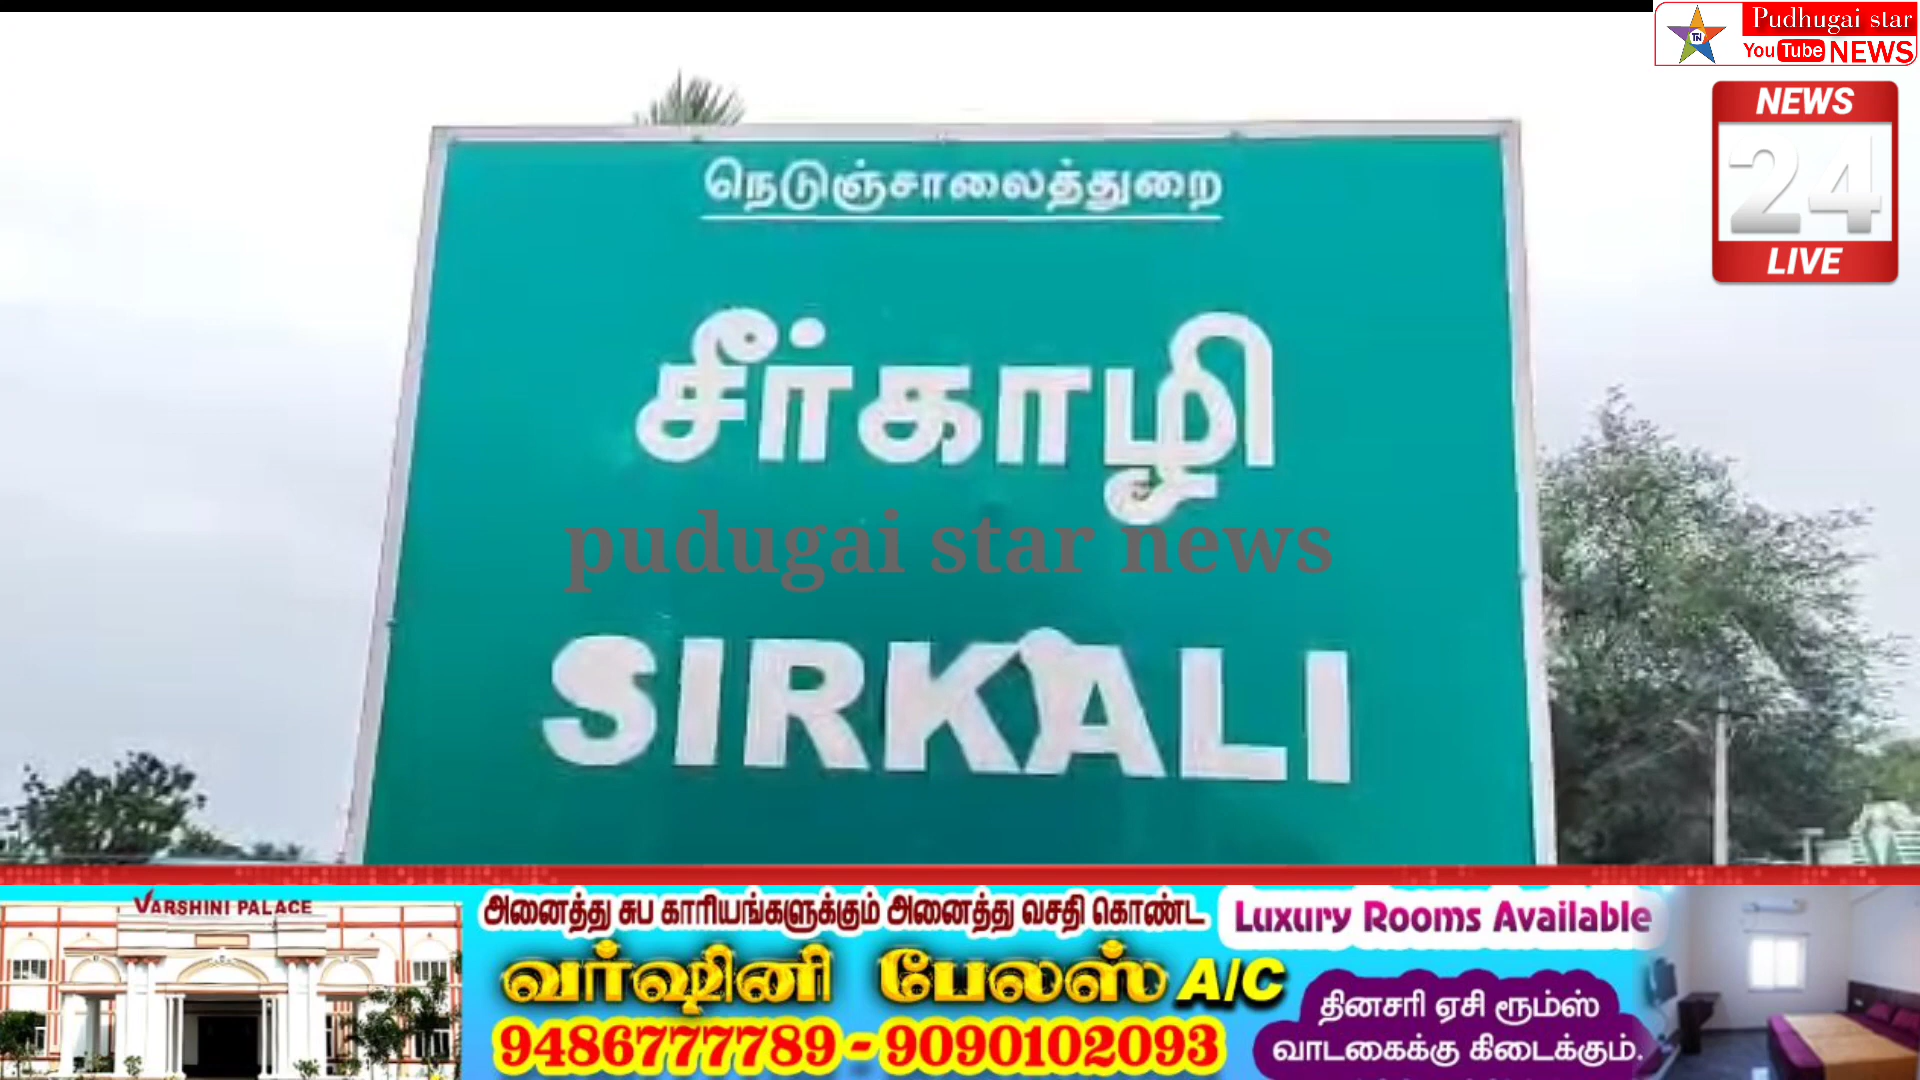 Pudhugai star
You Tube NEWS
TN
NEWS
24
LIVE
நெடுஞ்சாலைத்துறை
சீர்காழி
pudugai star news
SIRKALI
VARSHINI PALACE
அனைத்து சுப காரியங்களுக்கும் அனைத்து வசதி கொண்ட
வர்ஷினி பேலஸ் A/C
9486777789 - 9090102093
Luxury Rooms Available
தினசரி ஏசி ரூம்ஸ்
வாடகைக்கு கிடைக்கும்.